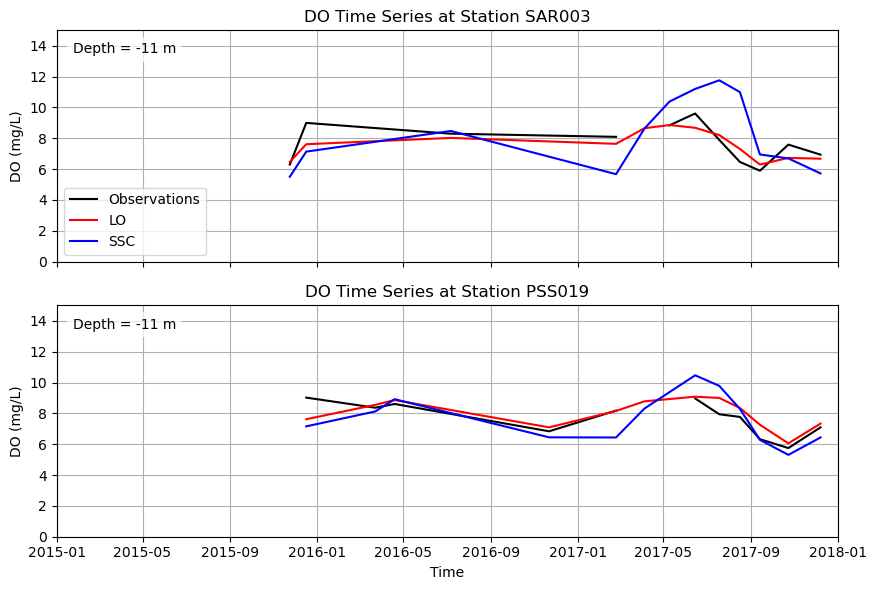 DO Time Series at Station SAR003
Depth = -11 m
DO (mg/L)
14
12
10
8
6
4
2
0
Observations
LO
SSC
DO Time Series at Station PSS019
Depth = -11 m
DO (mg/L)
14
12
10
8
6
4
2
0
2015-01 2015-05 2015-09 2016-01 2016-05 2016-09 2017-01 2017-05 2017-09 2018-01
Time